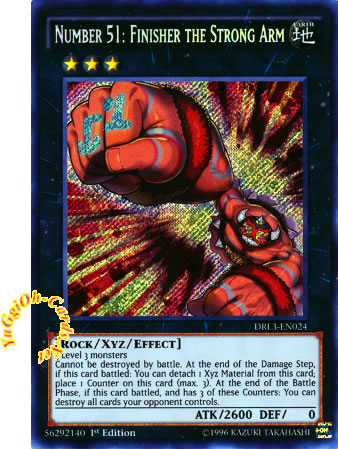 NUMBER 51: FINISHER THE STRONG ARM
EARTH
地
51
DRL3-EN024
[ROCK/XYZ/EFFECT]
Level 3 monsters
Cannot be destroyed by battle. At the end of the Damage Step,
if this card battled: You can detach 1 Xyz Material from this card;
place 1 Counter on this card (max. 3). At the end of the Battle
Phase, if this card battled, and has 3 of these Counters: You can
destroy all cards your opponent controls.
ATK/2600 DEF/ 0
56292140 1st Edition ©1996 KAZUKI TAKAHASHI